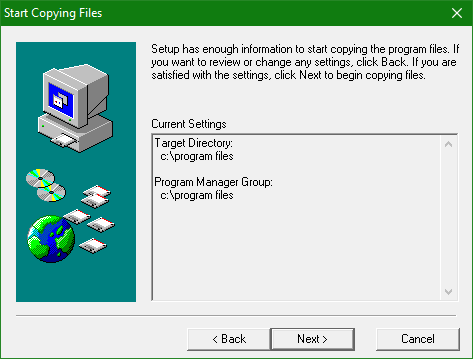 Start Copying Files
Setup has enough information to start copying the program files. If
you want to review or change any settings, click Back. If you are
satisfied with the settings, click Next to begin copying files.
Current Settings
Target Directory:
c:\program files
Program Manager Group:
c:\program files
< Back
Next >
Cancel